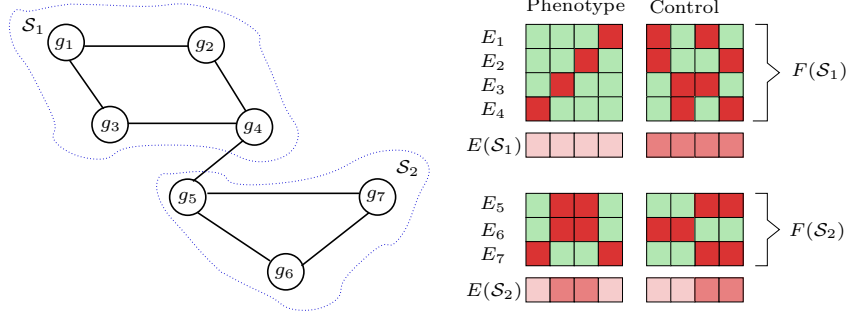 Phenotype Control
S₁
g₁ g₂
g₃ g₄
S₂
g₅ g₇
g₆
E₁
E₂
E₃
E₄
F(S₁)
E(S₁)
E₅
E₆
E₇
F(S₂)
E(S₂)